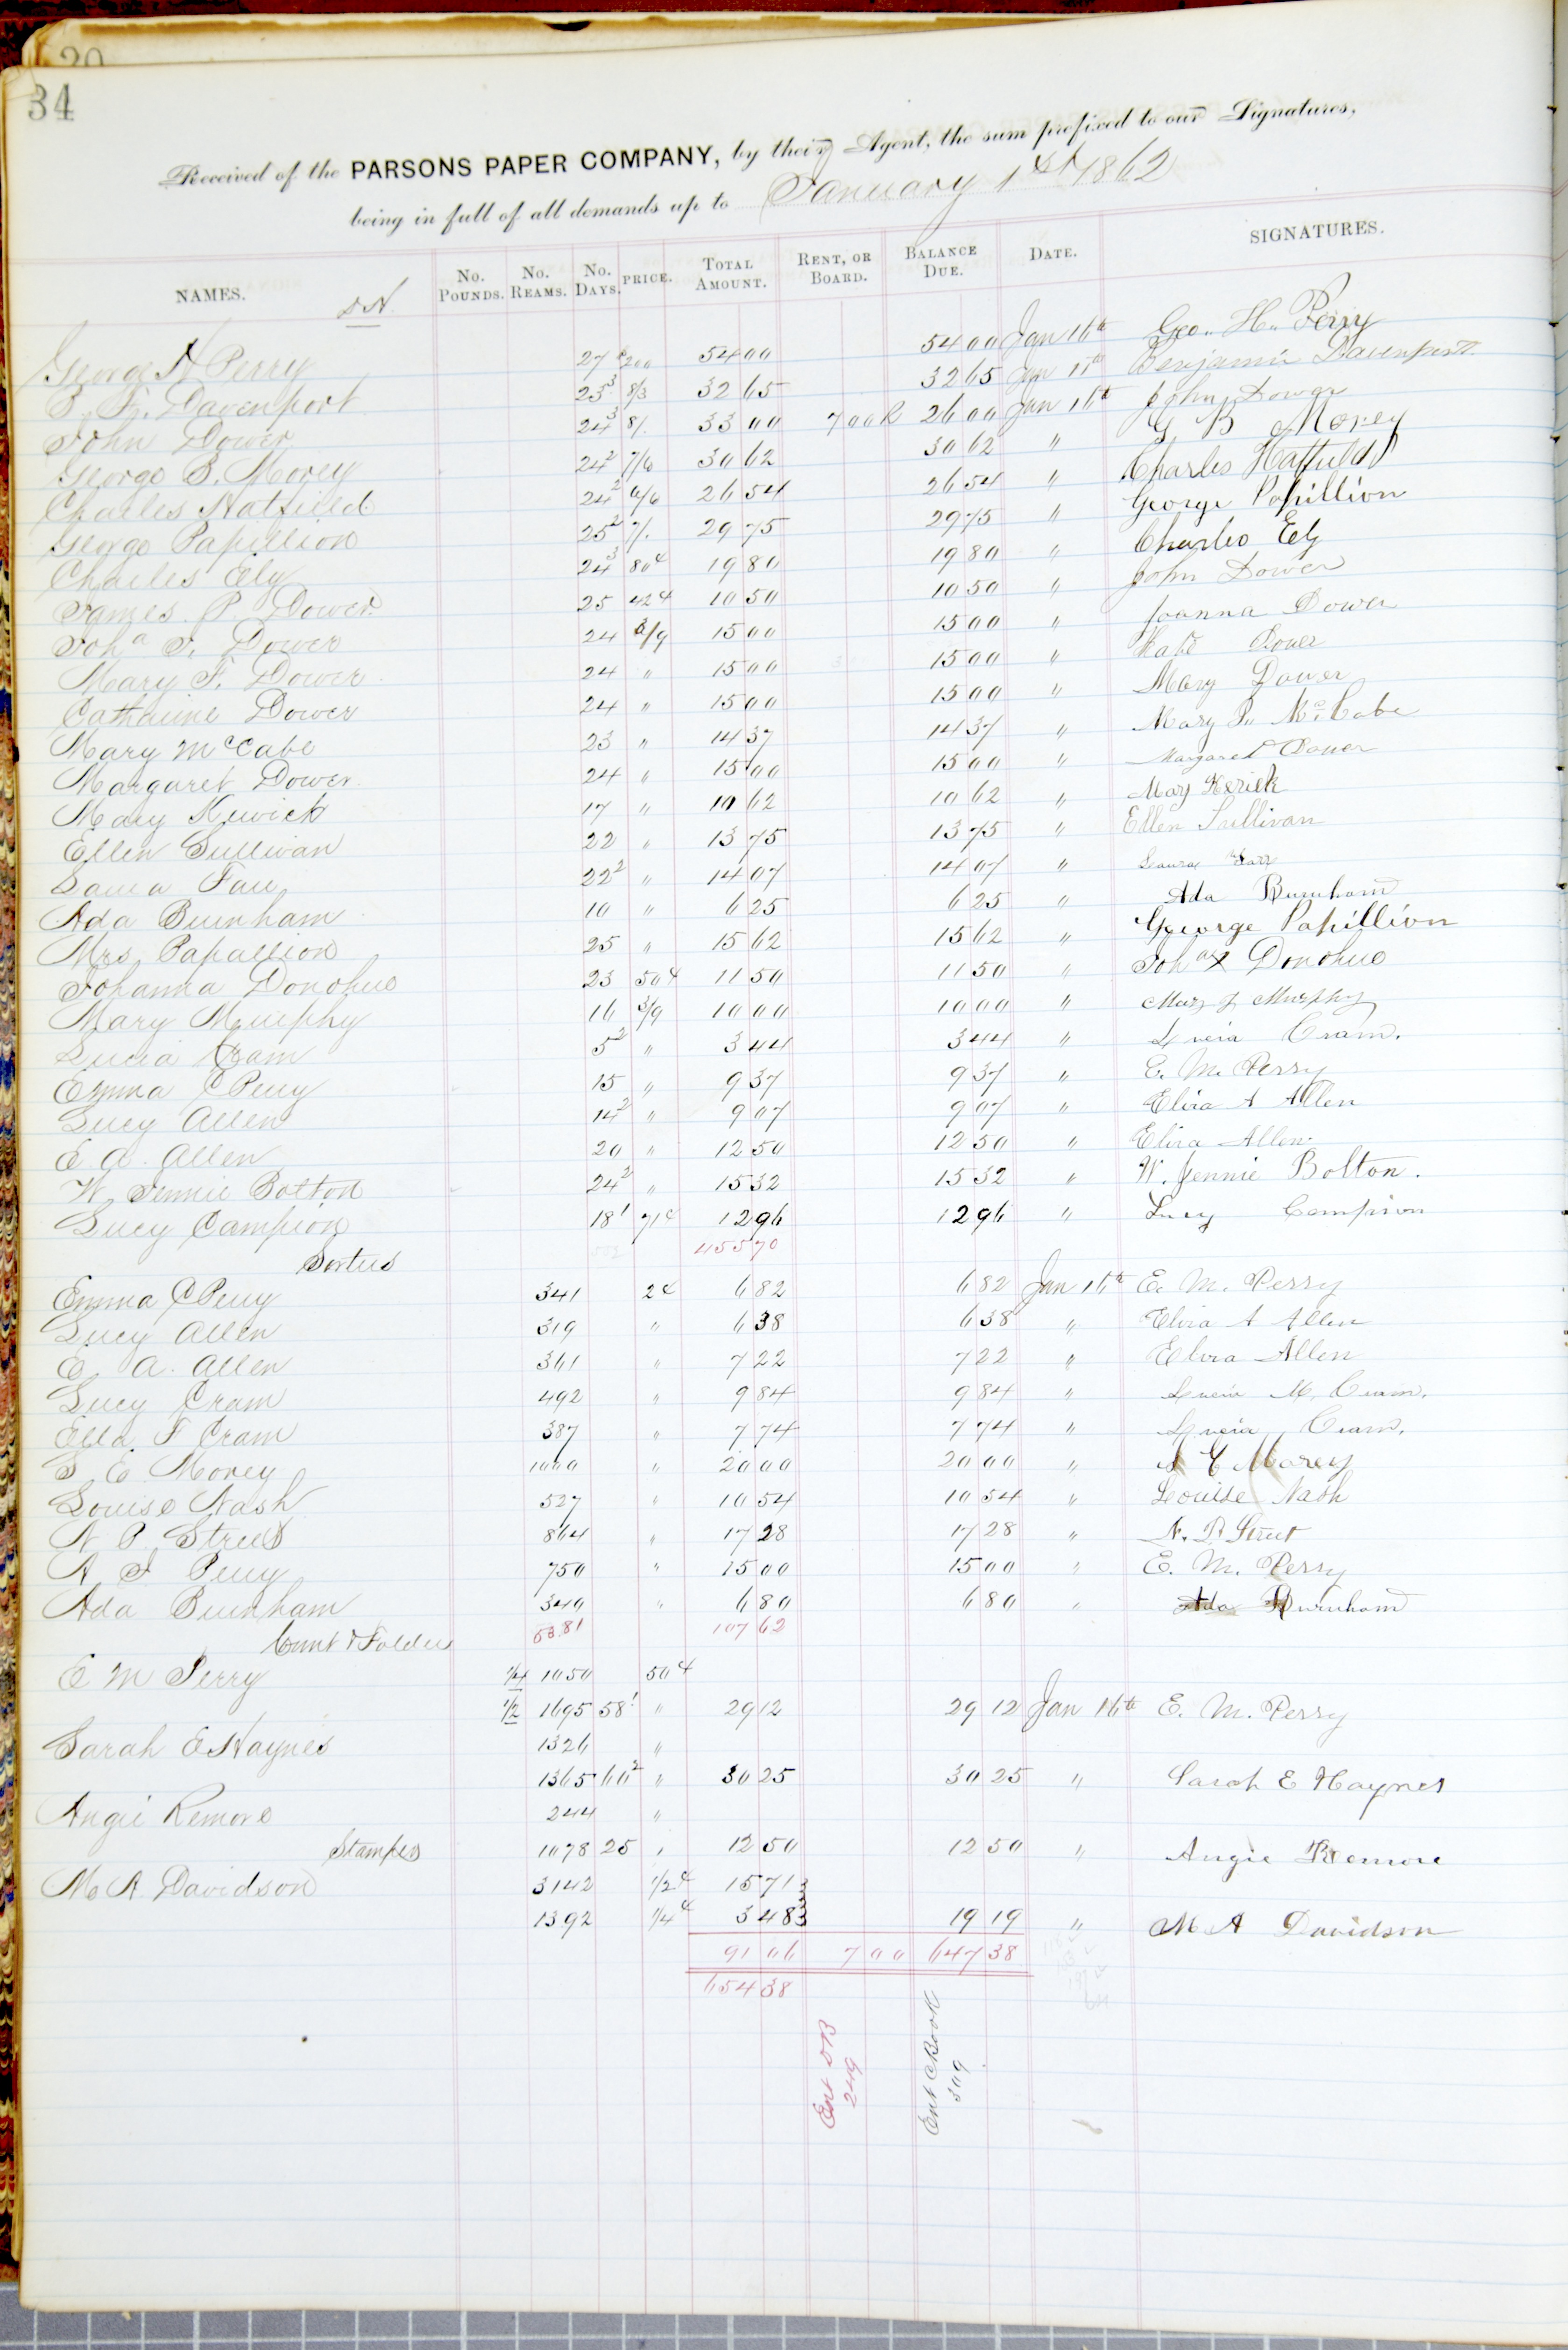 20
34
Received of the PARSONS PAPER COMPANY, by their Agent, the sum prefixed to our Signatures,
being in full of all demands up to January 1st 1862
NAMES. No. Pounds. No. Reams. No. Days. Price. Total Amount. Rent, or Board. Balance Due. Date. SIGNATURES.
George H Perry 27 200 54 00 54 00 Jan 16th Geo. H. Perry
B. F. Davenport 25 3 8/3 32 65 32 65 Jan Benjamin Davenport
John Dower 24 3 8/. 33 00 7 00 R 26 00 Jan 16th John Dower
George B. Morey 24 2 7/6 30 62 30 62 " G B Morey
Charles Hatfield 24 2 6/6 26 54 26 54 " Charles Hatfield
George Papillion 25 2 7/. 29 75 29 75 " George Papillion
Charles Ely 24 3 80 ¢ 19 80 19 80 " Charles Ely
James P. Dower 25 42 ¢ 10 50 10 50 " John Dower
Joha F. Dower 24 3/9 15 00 15 00 " Joanna Dower
Mary F. Dower 24 " 15 00 15 00 " Kate Dower
Catharine Dower 24 " 15 00 15 00 " Mary Dower
Mary McCabe 23 " 14 37 14 37 " Mary McCabe
Margaret Dower 24 " 15 00 15 00 " Margaret Dower
Mary Kerrick 17 " 10 62 10 62 " Mary Kerick
Ellen Sullivan 22 " 13 75 13 75 " Ellen Sullivan
Laura Farr 22 2 " 14 07 14 07 " Laura Farr
Ada Burnham 10 " 6 25 6 25 " Ada Burnham
Mrs Papallion 25 " 15 62 15 62 " George Papillion
Johanna Donohue 23 50 ¢ 11 50 11 50 " Joha x Donohue
Mary Murphy 16 3/9 10 00 10 00 " Mary Murphy
Lucia Cram 5 2 " 3 44 3 44 " Lucia Cram.
Emma C Perry 15 " 9 37 9 37 " E. M. Perry
Lucy Allen 14 2 " 9 07 9 07 " Elvira A Allen
E. A. Allen 20 " 12 50 12 50 " Elvira Allen
W. Jennie Bolton 24 2 " 15 32 15 32 " W. Jennie Bolton.
Lucy Campion 18 1 71 ¢ 12 96 12 96 " Lucy Campion
Sorters 455 70
Emma C Perry 341 2 ¢ 6 82 6 82 Jan 16th E. M. Perry
Lucy Allen 319 " 6 38 6 38 " Elvira A Allen
E. A. Allen 361 " 7 22 7 22 " Elvira Allen
Lucy Cram 492 " 9 84 9 84 " Lucia M. Cram.
Ella F Cram 387 " 7 74 7 74 " Lucia Cram.
S. E. Morey 1000 " 20 00 20 00 " S E Morey
Louise Nash 527 " 10 54 10 54 " Louise Nash
N P Street 864 " 17 28 17 28 " N. P. Street
A S Perry 750 " 15 00 15 00 " E. M. Perry
Ada Burnham 340 " 6 80 6 80 " Ada Burnham
Count & Folders 5381 107 62
E M Perry 1/4 1050 50 ¢
1/2 1695 58 1 " 29 12 29 12 Jan 16th E. M. Perry
Sarah E Haynes 1326 "
1365 60 2 " 30 25 30 25 " Sarah E Haynes
Angie Remore 244 "
Stampers 1078 25 " 12 50 12 50 " Angie Remore
M A Davidson 3142 1/2 ¢ 15 71
1392 1/4 ¢ 3 48 19 19 " M A Davidson
91 06 7 00 647 38
654 38
Ent DB 249
Ent C Book 309